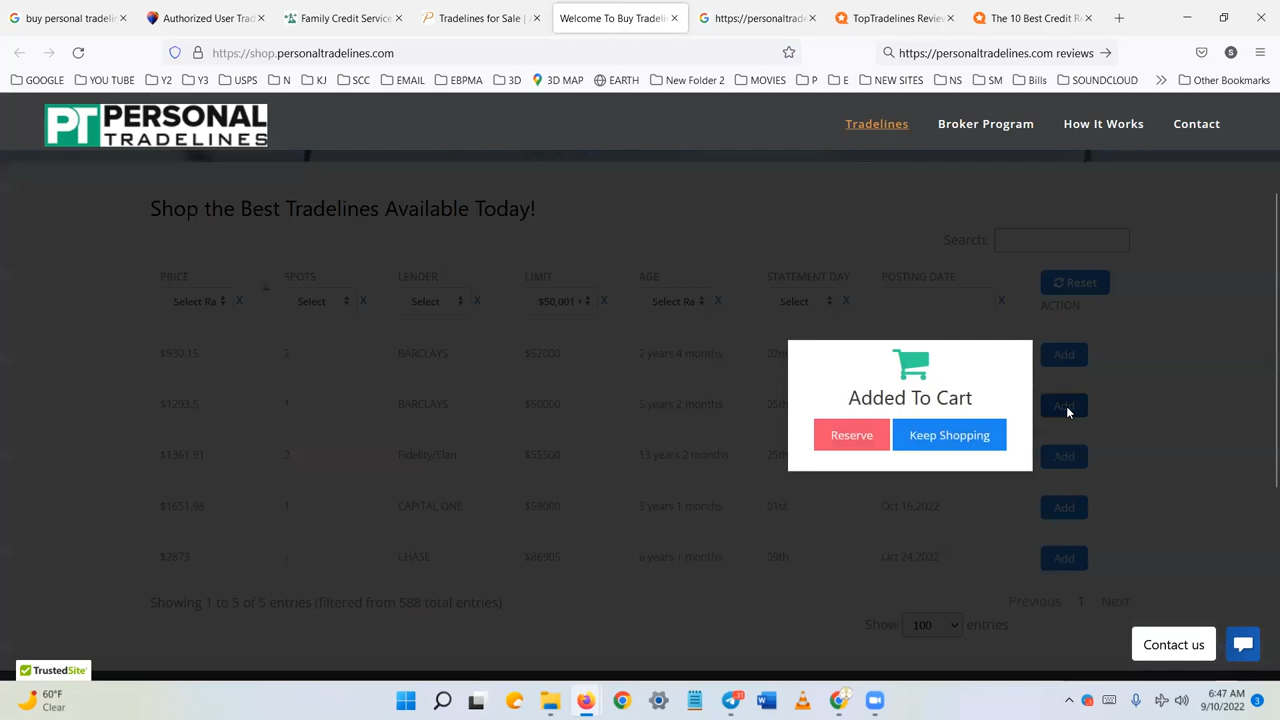 buy personal tradelin
Authorized User Trad
Family Credit Service
Tradelines for Sale | A
Welcome To Buy Tradeli
https://personaltrade
TopTradelines Review
The 10 Best Credit Re
https://shop.personaltradelines.com
https://personaltradelines.com reviews
GOOGLE
YOU TUBE
Y2
Y3
USPS
N
KJ
SCC
EMAIL
EBPMA
3D
3D MAP
EARTH
New Folder 2
MOVIES
P
E
NEW SITES
NS
SM
Bills
SOUNDCLOUD
Other Bookmarks
PT PERSONAL
TRADELINES
Tradelines
Broker Program
How It Works
Contact
Shop the Best Tradelines Available Today!
Search:
PRICE
SPOTS
LENDER
LIMIT
AGE
STATEMENT DAY
POSTING DATE
Reset
ACTION
Select Ra X
Select X
Select X
$50,001 + X
Select Ra X
Select X
X
$930.15 2 BARCLAYS $52000 2 years 4 months 02nd Add
$1293.5 1 BARCLAYS $50000 5 years 2 months 05th Add
$1361.91 2 Fidelity/Elan $55500 13 years 2 months Add
$1651.98 1 CAPITAL ONE $59000 5 years 1 months 01st Oct 16,2022 Add
$2873 CHASE $86905 6 years 1 months 09th Oct 24,2022 Add
Added To Cart
Reserve
Keep Shopping
Showing 1 to 5 of 5 entries (filtered from 588 total entries)
Previous 1 Next
Show 100 entries
Contact us
TrustedSite
60°F
Clear
6:47 AM
9/10/2022